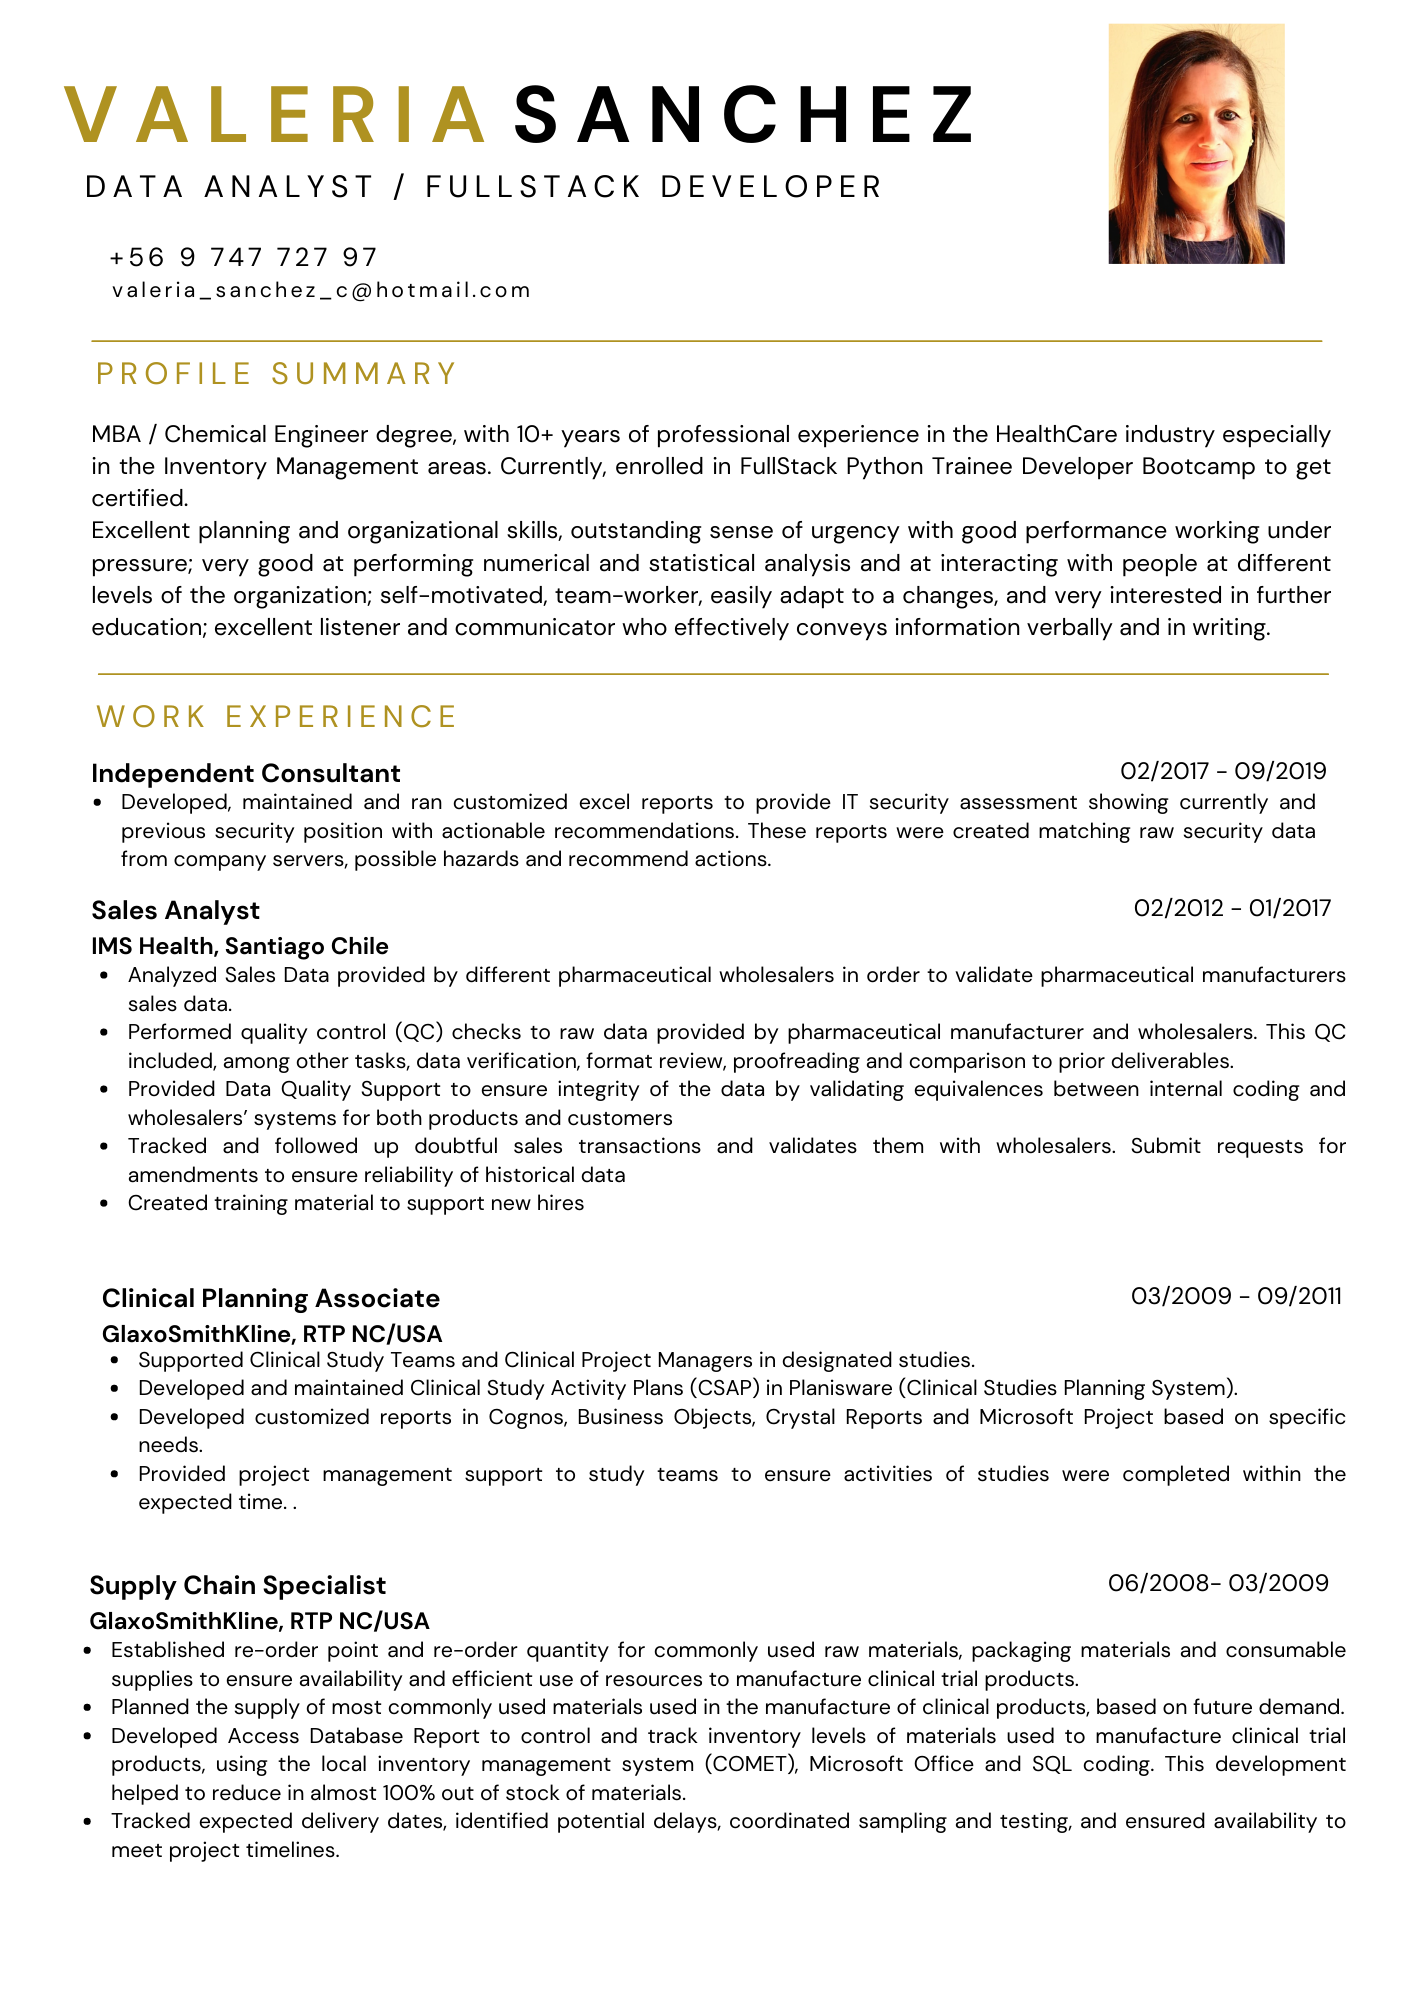 VALERIA SANCHEZ
DATA ANALYST / FULLSTACK DEVELOPER
+56 9 747 727 97
valeria_sanchez_c@hotmail.com
PROFILE SUMMARY
MBA / Chemical Engineer degree, with 10+ years of professional experience in the HealthCare industry especially
in the Inventory Management areas. Currently, enrolled in FullStack Python Trainee Developer Bootcamp to get
certified.
Excellent planning and organizational skills, outstanding sense of urgency with good performance working under
pressure; very good at performing numerical and statistical analysis and at interacting with people at different
levels of the organization; self-motivated, team-worker, easily adapt to a changes, and very interested in further
education; excellent listener and communicator who effectively conveys information verbally and in writing.
WORK EXPERIENCE
Independent Consultant 02/2017 - 09/2019
• Developed, maintained and ran customized excel reports to provide IT security assessment showing currently and
previous security position with actionable recommendations. These reports were created matching raw security data
from company servers, possible hazards and recommend actions.
Sales Analyst 02/2012 - 01/2017
IMS Health, Santiago Chile
• Analyzed Sales Data provided by different pharmaceutical wholesalers in order to validate pharmaceutical manufacturers
sales data.
• Performed quality control (QC) checks to raw data provided by pharmaceutical manufacturer and wholesalers. This QC
included, among other tasks, data verification, format review, proofreading and comparison to prior deliverables.
• Provided Data Quality Support to ensure integrity of the data by validating equivalences between internal coding and
wholesalers’ systems for both products and customers
• Tracked and followed up doubtful sales transactions and validates them with wholesalers. Submit requests for
amendments to ensure reliability of historical data
• Created training material to support new hires
Clinical Planning Associate 03/2009 - 09/2011
GlaxoSmithKline, RTP NC/USA
• Supported Clinical Study Teams and Clinical Project Managers in designated studies.
• Developed and maintained Clinical Study Activity Plans (CSAP) in Planisware (Clinical Studies Planning System).
• Developed customized reports in Cognos, Business Objects, Crystal Reports and Microsoft Project based on specific
needs.
• Provided project management support to study teams to ensure activities of studies were completed within the
expected time. .
Supply Chain Specialist 06/2008- 03/2009
GlaxoSmithKline, RTP NC/USA
• Established re-order point and re-order quantity for commonly used raw materials, packaging materials and consumable
supplies to ensure availability and efficient use of resources to manufacture clinical trial products.
• Planned the supply of most commonly used materials used in the manufacture of clinical products, based on future demand.
• Developed Access Database Report to control and track inventory levels of materials used to manufacture clinical trial
products, using the local inventory management system (COMET), Microsoft Office and SQL coding. This development
helped to reduce in almost 100% out of stock of materials.
• Tracked expected delivery dates, identified potential delays, coordinated sampling and testing, and ensured availability to
meet project timelines.